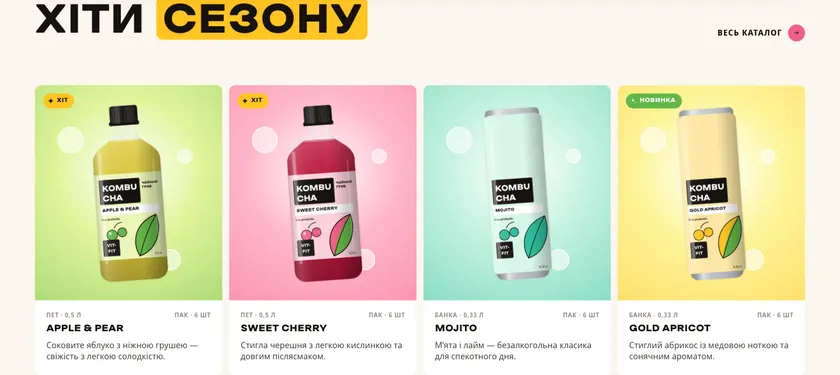 ХІТИ СЕЗОНУ
ВЕСЬ КАТАЛОГ
ХІТ
ХІТ
НОВИНКА
KOMBU
CHA
ЧАЙНИЙ
ГРИБ
APPLE & PEAR
VIT-
FIT
KOMBU
CHA
ЧАЙНИЙ
ГРИБ
SWEET CHERRY
VIT-
FIT
KOMBU
CHA
MOJITO
VIT-
FIT
KOMBU
CHA
GOLD APRICOT
VIT-
FIT
ПЕТ · 0,5 Л
ПАК · 6 ШТ
APPLE & PEAR
Соковите яблуко з ніжною грушею —
свіжість з легкою солодкістю.
ПЕТ · 0,5 Л
ПАК · 6 ШТ
SWEET CHERRY
Стигла черешня з легкою кислинкою та
довгим післясмаком.
БАНКА · 0,33 Л
ПАК · 6 ШТ
MOJITO
М'ята і лайм — безалкогольна класика
для спекотного дня.
БАНКА · 0,33 Л
ПАК · 6 ШТ
GOLD APRICOT
Стиглий абрикос із медовою ноткою та
сонячним ароматом.